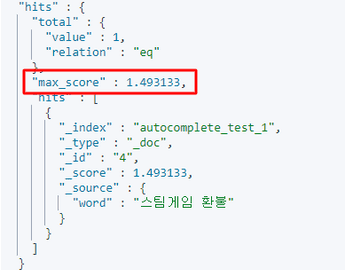 "hits" : {
"total" : {
"value" : 1,
"relation" : "eq"
},
"max_score" : 1.493133,
"hits" : [
{
"_index" : "autocomplete_test_1",
"_type" : "_doc",
"_id" : "4",
"_score" : 1.493133,
"_source" : {
"word" : "스팀게임 환불"
}
}
]
}